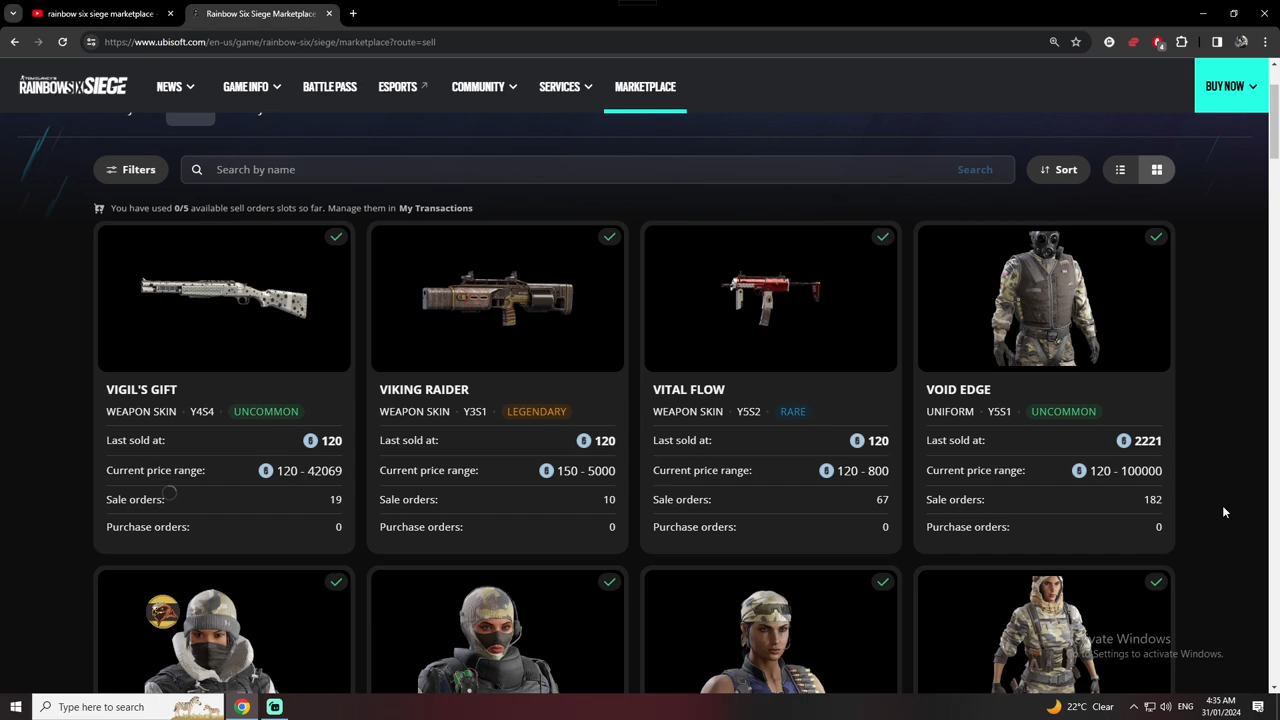 rainbow six siege marketplace
Rainbow Six Siege Marketplace
https://www.ubisoft.com/en-us/game/rainbow-six/siege/marketplace?route=sell
4
TOM CLANCY'S
RAINBOWSIXSIEGE
NEWS
GAME INFO
BATTLE PASS
ESPORTS
COMMUNITY
SERVICES
MARKETPLACE
BUY NOW
Filters
Search by name
Search
Sort
You have used 0/5 available sell orders slots so far. Manage them in My Transactions
VIGIL'S GIFT
WEAPON SKIN · Y4S4 UNCOMMON
Last sold at: 120
Current price range: 120 - 42069
Sale orders: 19
Purchase orders: 0
VIKING RAIDER
WEAPON SKIN · Y3S1 LEGENDARY
Last sold at: 120
Current price range: 150 - 5000
Sale orders: 10
Purchase orders: 0
VITAL FLOW
WEAPON SKIN · Y5S2 RARE
Last sold at: 120
Current price range: 120 - 800
Sale orders: 67
Purchase orders: 0
VOID EDGE
UNIFORM · Y5S1 UNCOMMON
Last sold at: 2221
Current price range: 120 - 100000
Sale orders: 182
Purchase orders: 0
Activate Windows
Go to Settings to activate Windows.
Type here to search
22°C Clear
ENG
4:35 AM
31/01/2024